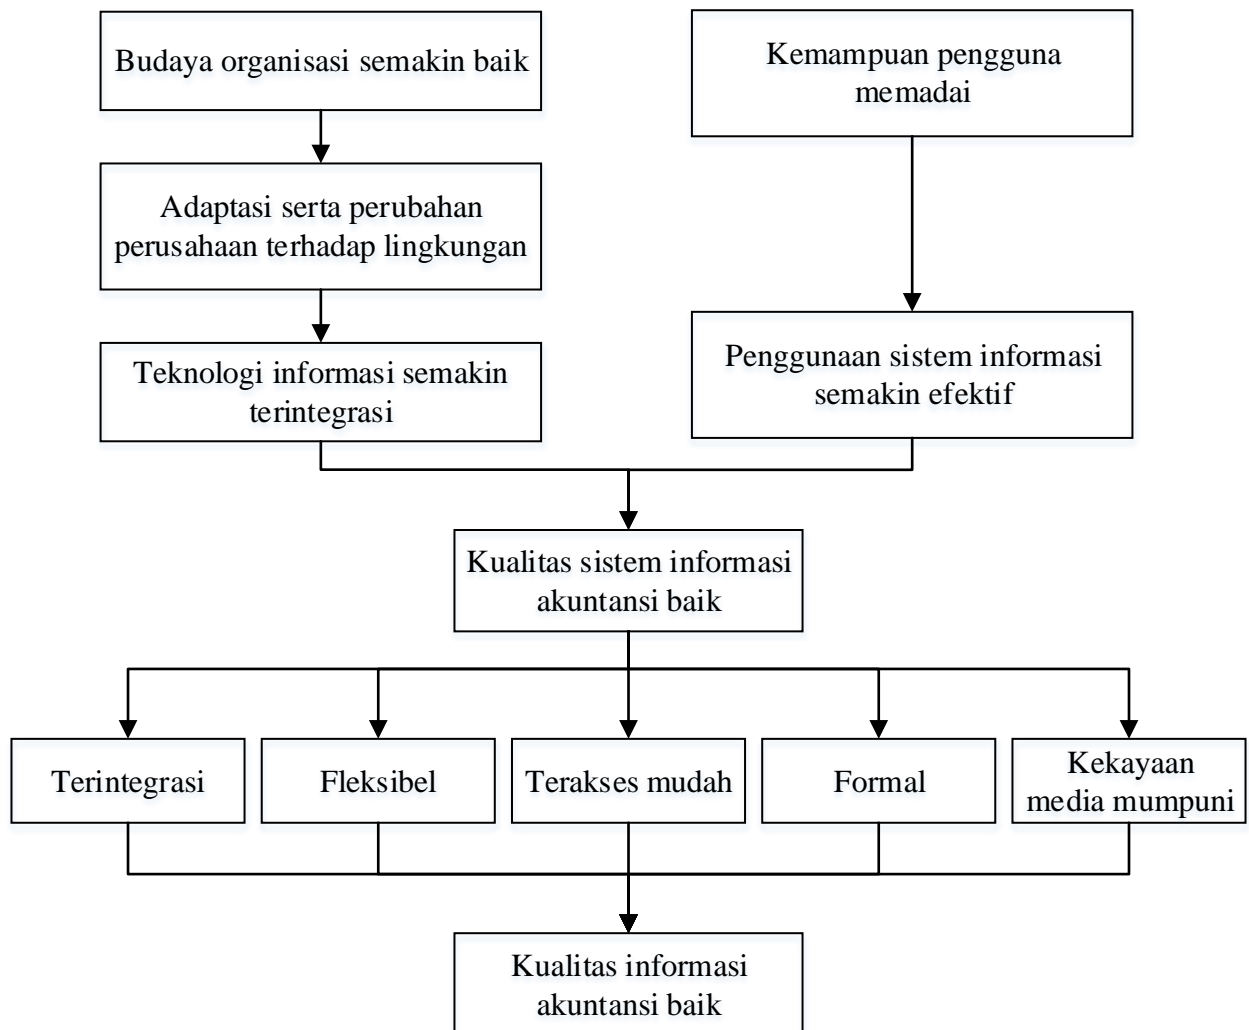 Budaya organisasi semakin baik
Kemampuan pengguna
memadai
Adaptasi serta perubahan
perusahaan terhadap lingkungan
Teknologi informasi semakin
terintegrasi
Penggunaan sistem informasi
semakin efektif
Kualitas sistem informasi
akuntansi baik
Terintegrasi
Fleksibel
Terakses mudah
Formal
Kekayaan
media mumpuni
Kualitas informasi
akuntansi baik